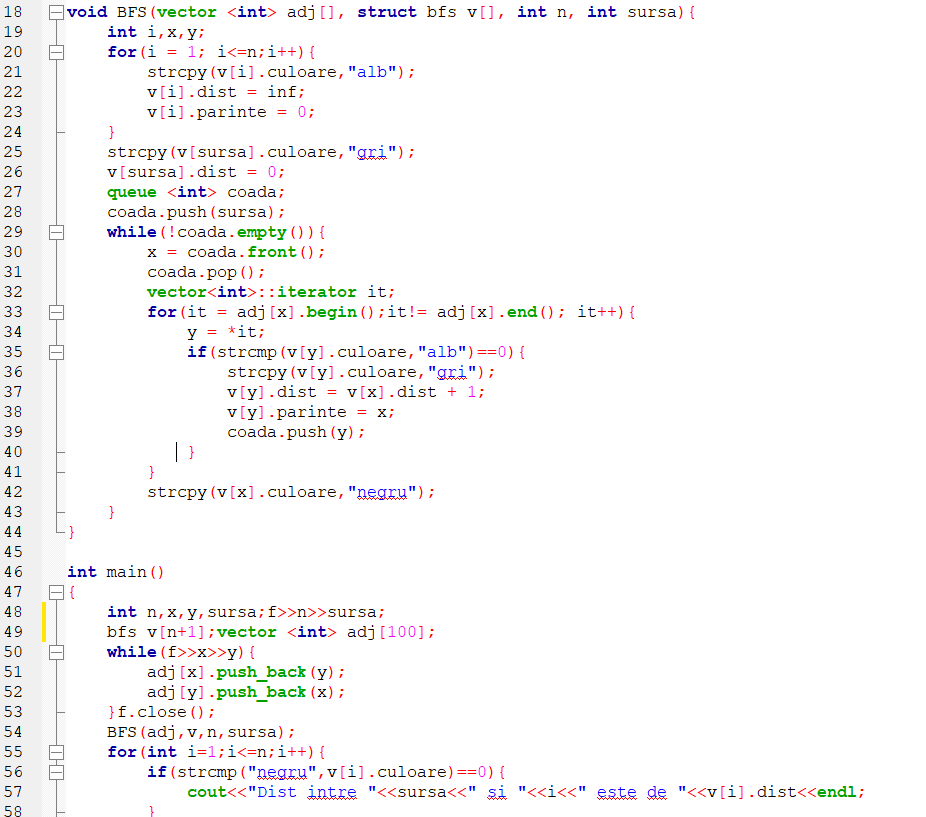 18 void BFS(vector <int> adj[], struct bfs v[], int n, int sursa){
19     int i,x,y;
20     for(i = 1; i<=n;i++){
21         strcpy(v[i].culoare,"alb");
22         v[i].dist = inf;
23         v[i].parinte = 0;
24     }
25     strcpy(v[sursa].culoare,"gri");
26     v[sursa].dist = 0;
27     queue <int> coada;
28     coada.push(sursa);
29     while(!coada.empty()){
30         x = coada.front();
31         coada.pop();
32         vector<int>::iterator it;
33         for(it = adj[x].begin();it!= adj[x].end(); it++){
34             y = *it;
35             if(strcmp(v[y].culoare,"alb")==0){
36                 strcpy(v[y].culoare,"gri");
37                 v[y].dist = v[x].dist + 1;
38                 v[y].parinte = x;
39                 coada.push(y);
40             }
41         }
42         strcpy(v[x].culoare,"negru");
43     }
44 }
45
46 int main()
47 {
48     int n,x,y,sursa;f>>n>>sursa;
49     bfs v[n+1];vector <int> adj[100];
50     while(f>>x>>y){
51         adj[x].push_back(y);
52         adj[y].push_back(x);
53     }f.close();
54     BFS(adj,v,n,sursa);
55     for(int i=1;i<=n;i++){
56         if(strcmp("negru",v[i].culoare)==0){
57             cout<<"Dist intre "<<sursa<<" si "<<i<<" este de "<<v[i].dist<<endl;
58         }